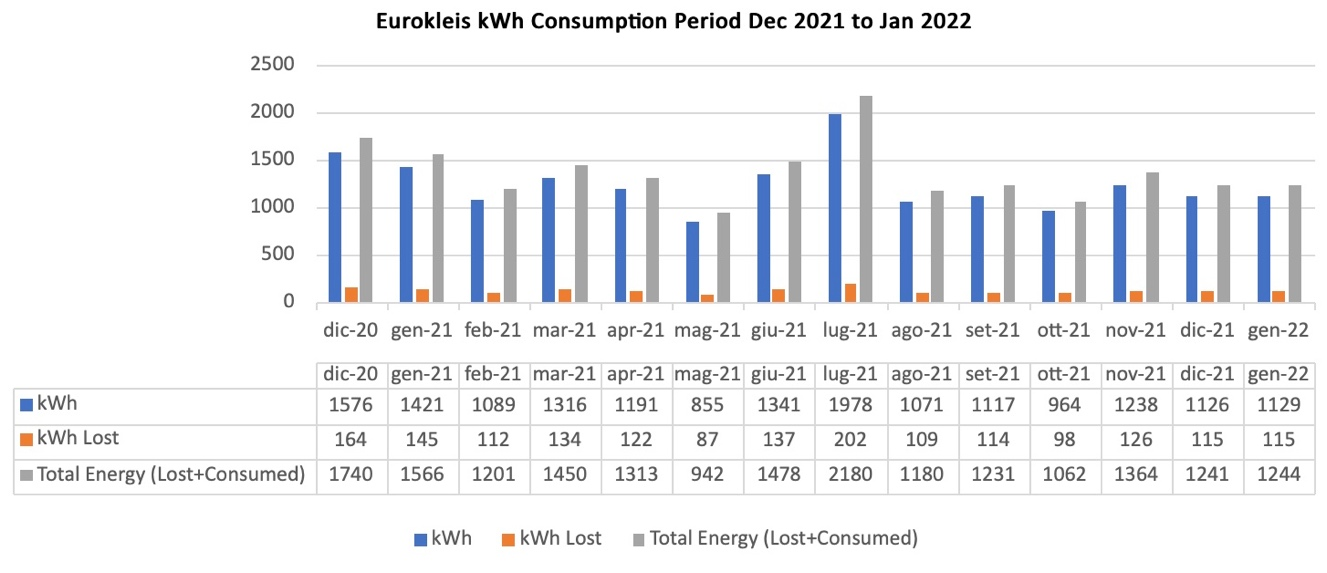 Eurokleis kWh Consumption Period Dec 2021 to Jan 2022
2500
2000
1500
1000
500
0
dic-20 gen-21 feb-21 mar-21 apr-21 mag-21 giu-21 lug-21 ago-21 set-21 ott-21 nov-21 dic-21 gen-22
dic-20 gen-21 feb-21 mar-21 apr-21 mag-21 giu-21 lug-21 ago-21 set-21 ott-21 nov-21 dic-21 gen-22
kWh 1576 1421 1089 1316 1191 855 1341 1978 1071 1117 964 1238 1126 1129
kWh Lost 164 145 112 134 122 87 137 202 109 114 98 126 115 115
Total Energy (Lost+Consumed) 1740 1566 1201 1450 1313 942 1478 2180 1180 1231 1062 1364 1241 1244
kWh kWh Lost Total Energy (Lost+Consumed)